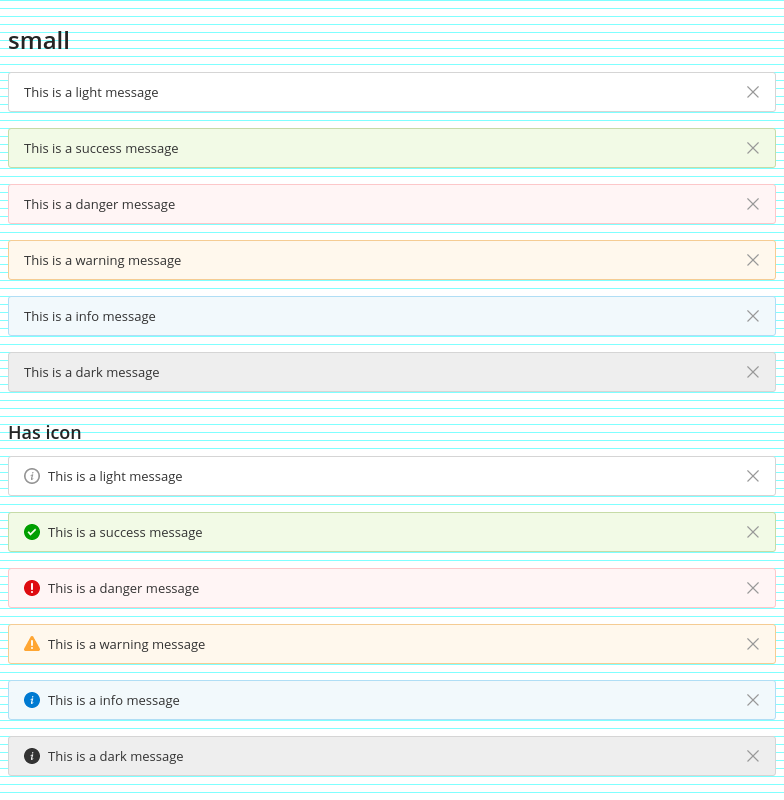 small
This is a light message
This is a success message
This is a danger message
This is a warning message
This is a info message
This is a dark message
Has icon
This is a light message
This is a success message
This is a danger message
This is a warning message
This is a info message
This is a dark message